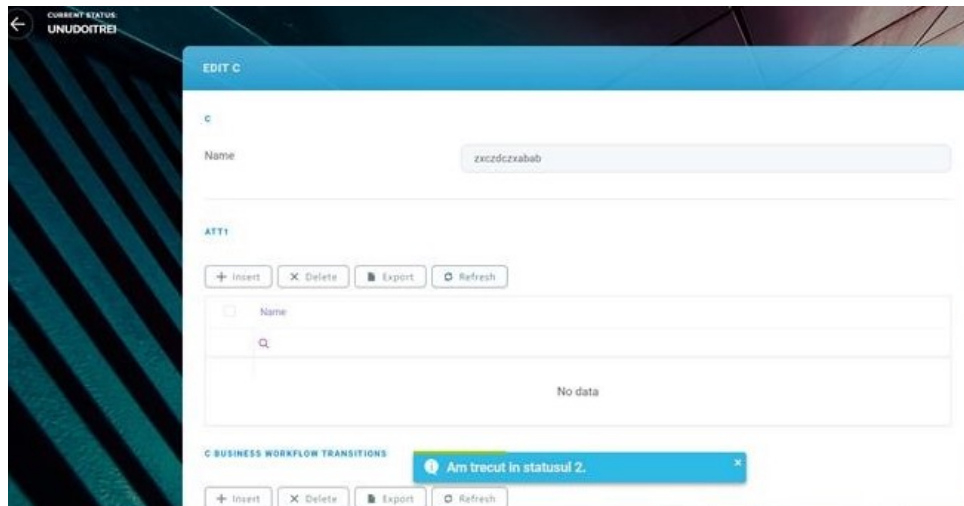 CURRENT STATUS:
UNUDOITREI
EDIT C
C
Name
zxczdczxabab
ATT1
+ Insert
X Delete
Export
Refresh
Name
No data
C BUSINESS WORKFLOW TRANSITIONS
Am trecut in statusul 2.
+ Insert
X Delete
Export
Refresh